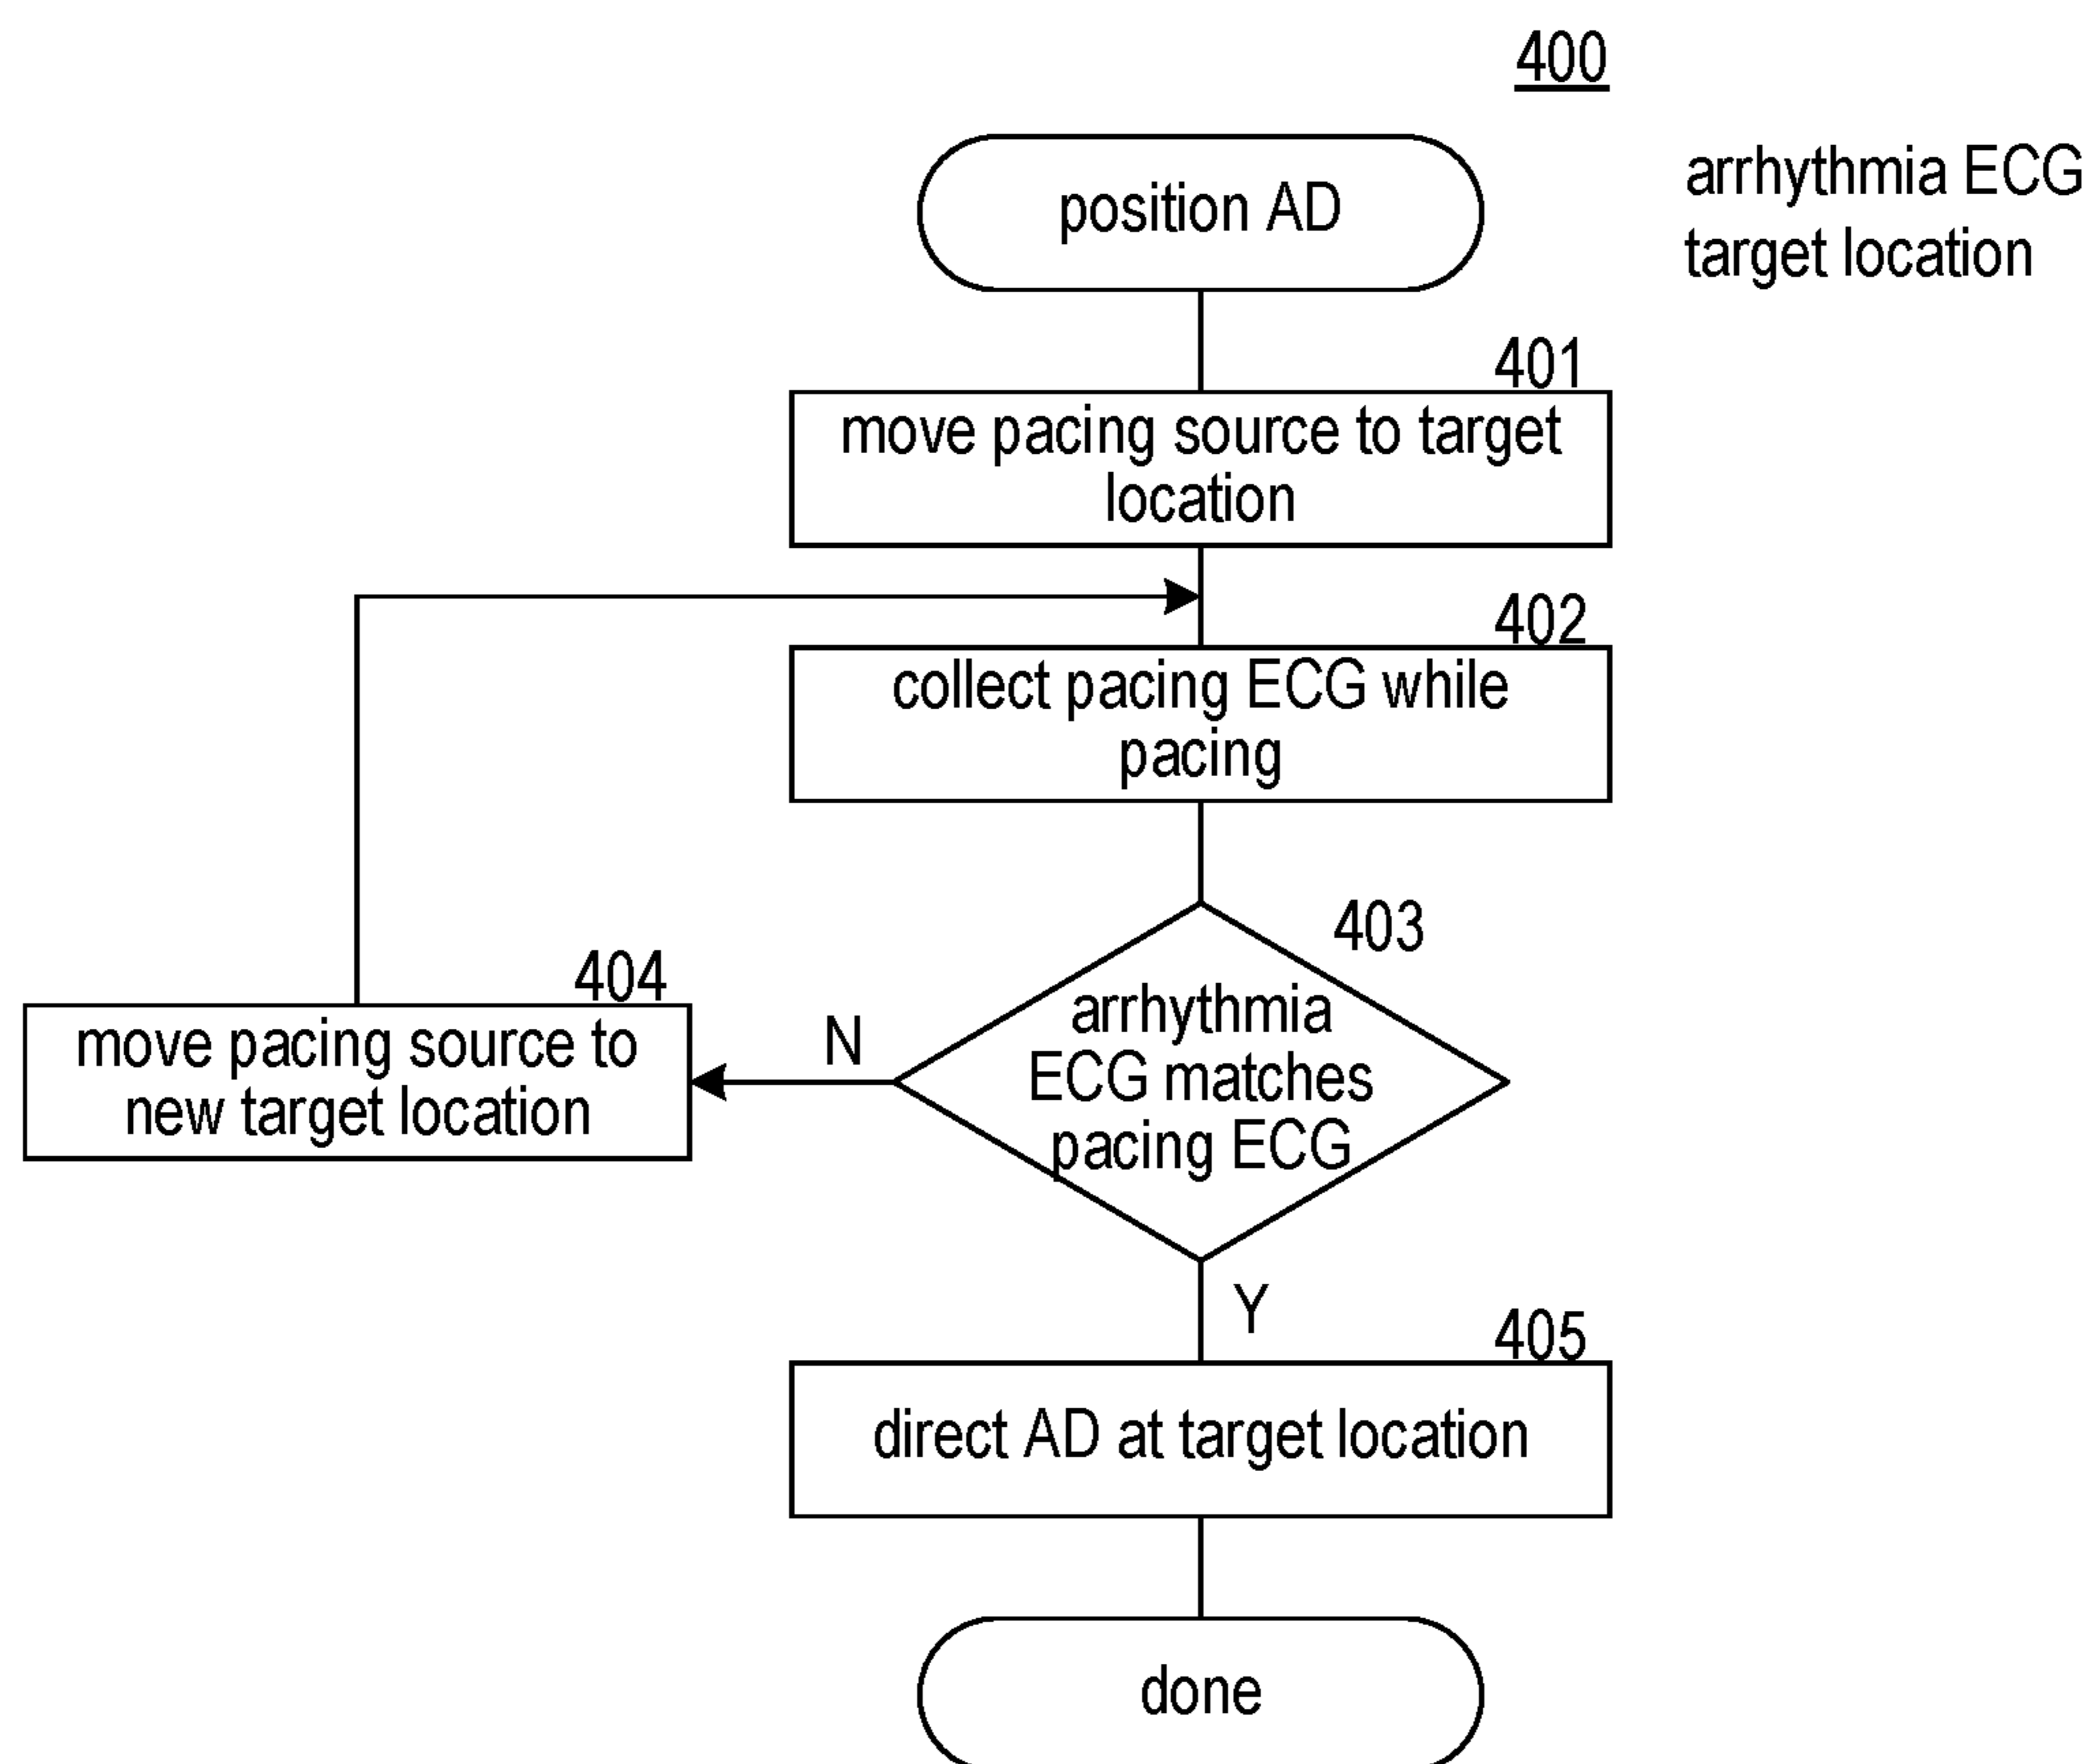 400
position AD
arrhythmia ECG
target location
401
move pacing source to target
location
402
collect pacing ECG while
pacing
403
arrhythmia
ECG matches
pacing ECG
N
404
move pacing source to
new target location
Y
405
direct AD at target location
done